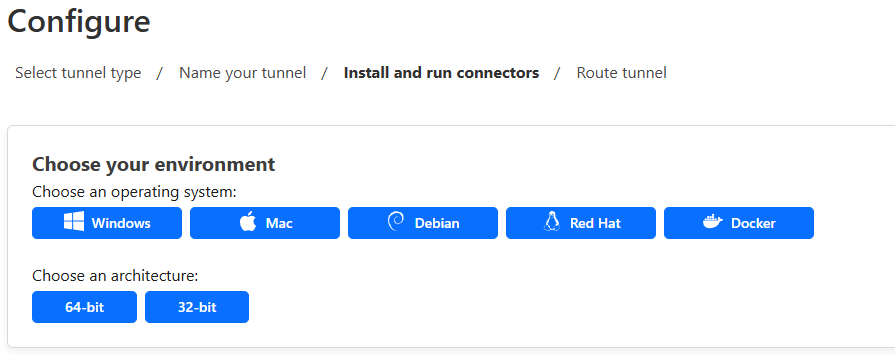 Configure
Select tunnel type / Name your tunnel / Install and run connectors / Route tunnel
Choose your environment
Choose an operating system:
Windows Mac Debian Red Hat Docker
Choose an architecture:
64-bit 32-bit